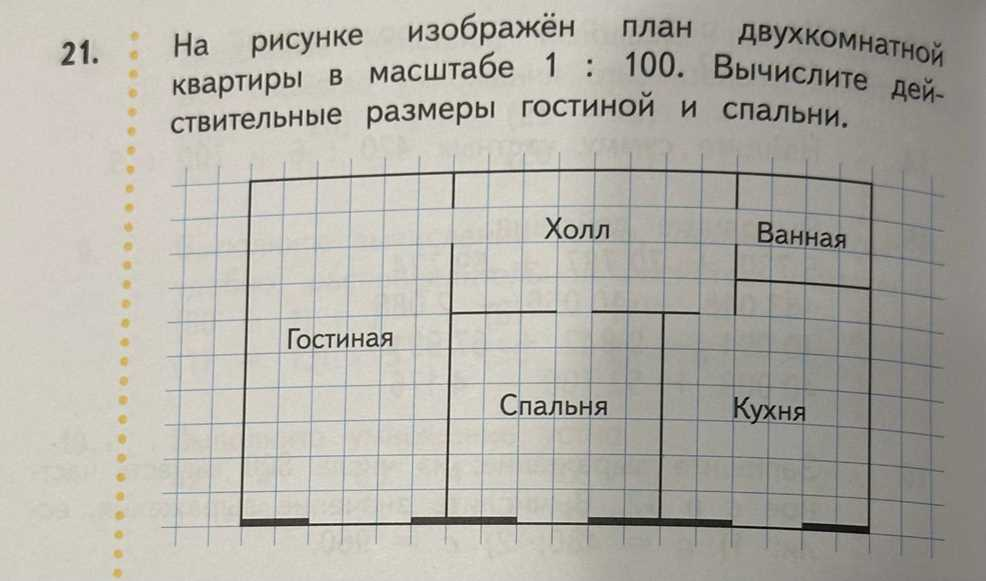 21. На рисунке изображён план двухкомнатной
квартиры в масштабе 1 : 100. Вычислите дей-
ствительные размеры гостиной и спальни.
Холл
Ванная
Гостиная
Спальня
Кухня